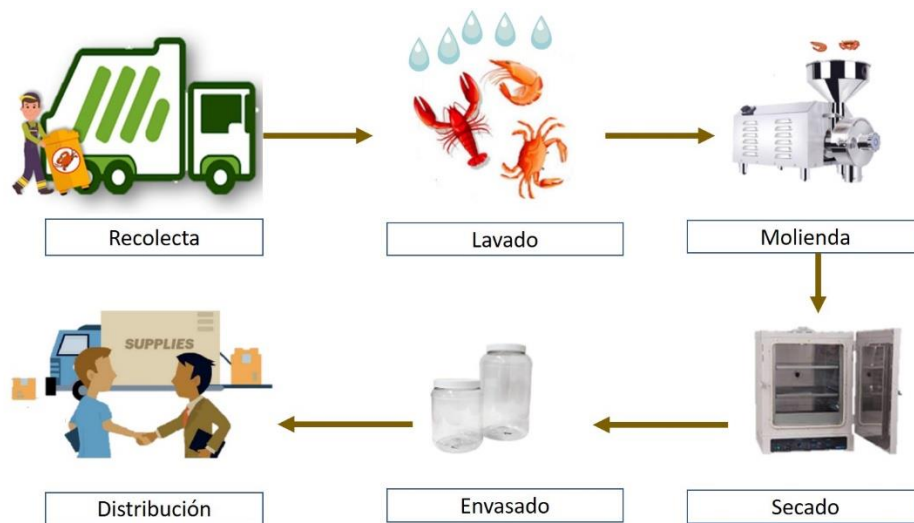 Recolecta
Lavado
Molienda
SUPPLIES
Distribución
Envasado
Secado